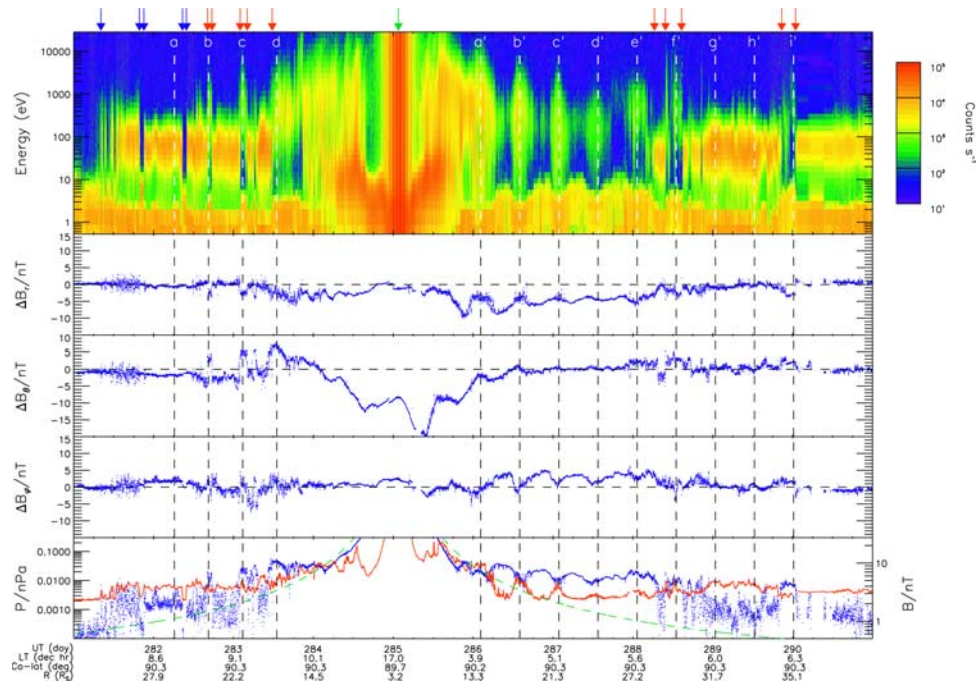 a b c d a' b' c' d' e' f' g' h' i'
10000
1000
100
10
1
Energy (eV)
10⁵
10⁴
10³
10²
10¹
Counts s⁻¹
15
10
5
0
-5
-10
ΔBᵣ/nT
10
5
0
-5
-10
-15
ΔB_θ/nT
15
10
5
0
-5
-10
ΔB_φ/nT
0.1000
0.0100
0.0010
P/nPa
10
1
B/nT
UT (day) 282 283 284 285 286 287 288 289 290
LT (dec hr) 8.6 9.1 10.1 17.0 3.9 5.1 5.6 6.0 6.3
Co-lat (deg) 90.3 90.3 90.3 89.7 90.2 90.3 90.3 90.3 90.3
27.9 22.2 14.5 3.2 13.3 21.3 27.2 31.7 35.1